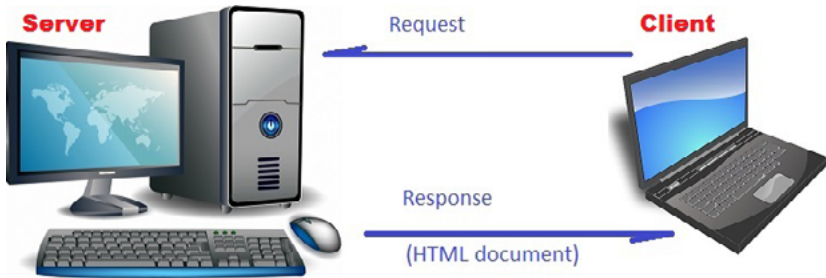 Server
Request
Client
Response
(HTML document)